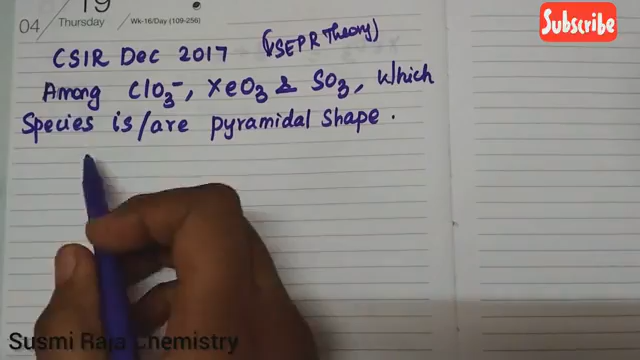 19
04 Thursday Wk-16/Day (109-256)
Subscribe
CSIR Dec 2017 (VSEPR Theory)
Among ClO3⁻, XeO3 & SO3, which
Species is/are pyramidal shape.
Susmi Raja Chemistry